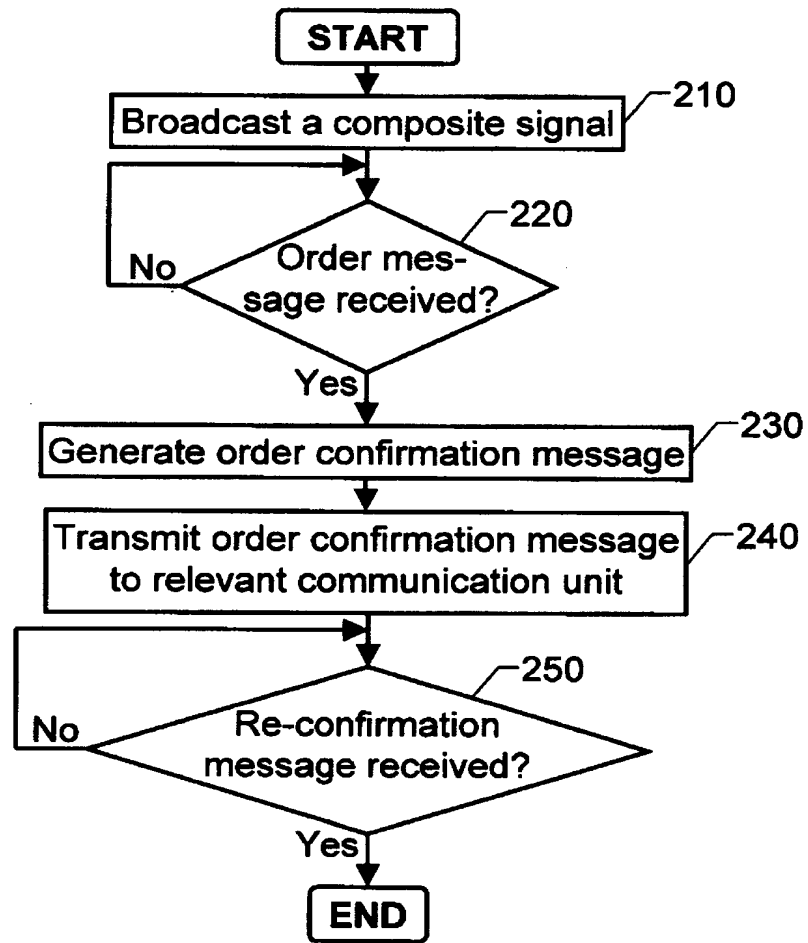 START
Broadcast a composite signal
210
220
Order mes-
sage received?
No
Yes
Generate order confirmation message
230
Transmit order confirmation message
to relevant communication unit
240
250
Re-confirmation
message received?
No
Yes
END